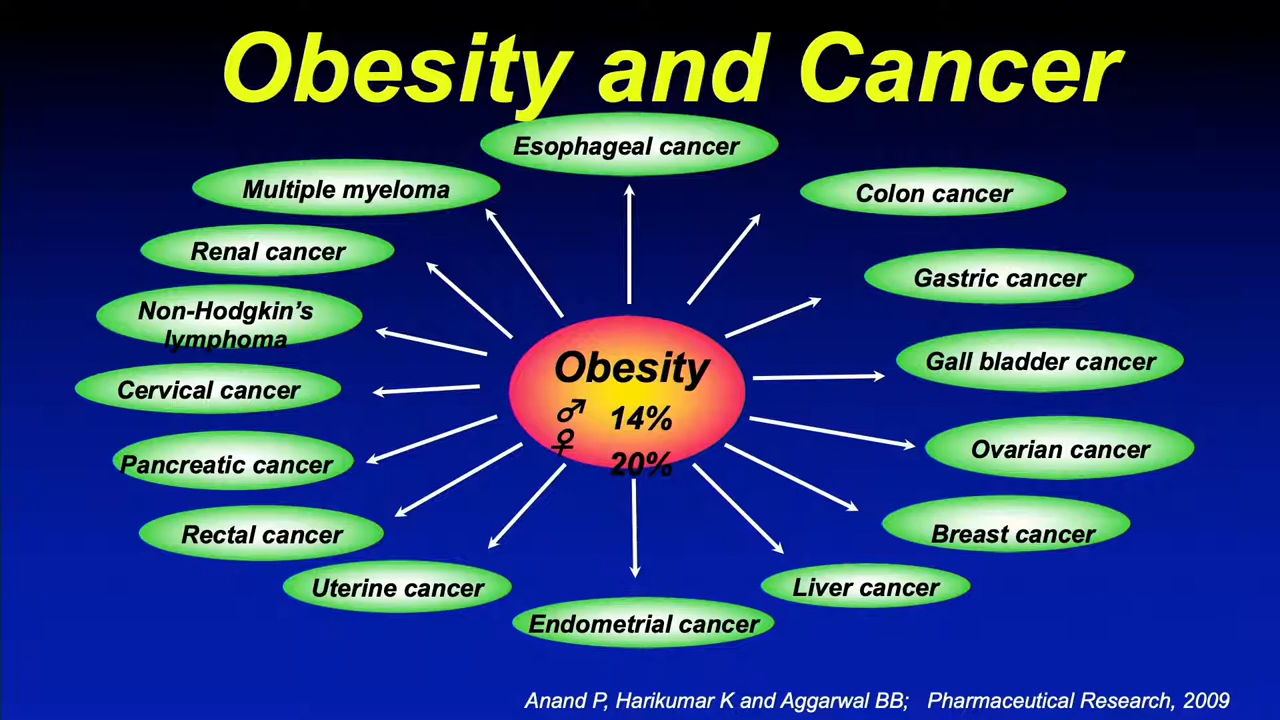 Obesity and Cancer
Esophageal cancer
Multiple myeloma
Colon cancer
Renal cancer
Gastric cancer
Non-Hodgkin’s
lymphoma
Gall bladder cancer
Cervical cancer
Obesity
♂ 14%
♀ 20%
Ovarian cancer
Pancreatic cancer
Breast cancer
Rectal cancer
Liver cancer
Uterine cancer
Endometrial cancer
Anand P, Harikumar K and Aggarwal BB; Pharmaceutical Research, 2009